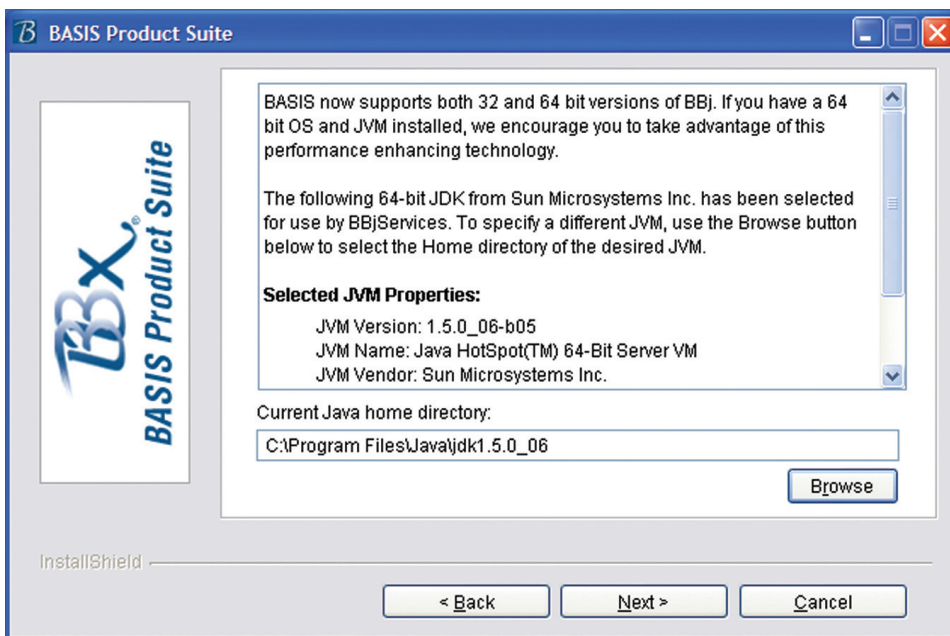 BASIS Product Suite
BBX®
BASIS Product Suite
BASIS now supports both 32 and 64 bit versions of BBj. If you have a 64
bit OS and JVM installed, we encourage you to take advantage of this
performance enhancing technology.
The following 64-bit JDK from Sun Microsystems Inc. has been selected
for use by BBjServices. To specify a different JVM, use the Browse button
below to select the Home directory of the desired JVM.
Selected JVM Properties:
JVM Version: 1.5.0_06-b05
JVM Name: Java HotSpot(TM) 64-Bit Server VM
JVM Vendor: Sun Microsystems Inc.
Current Java home directory:
C:\Program Files\Java\jdk1.5.0_06
Browse
InstallShield
< Back
Next >
Cancel